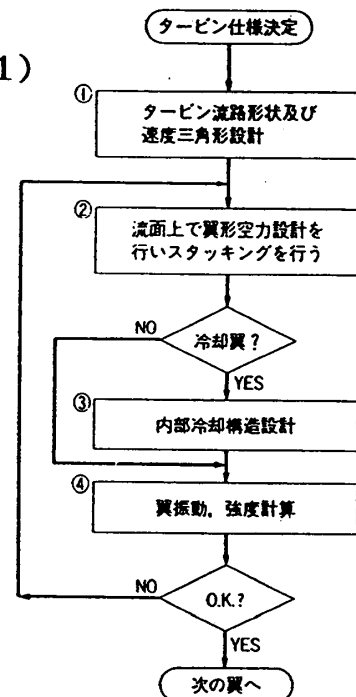 タービン仕様決定
1)
①
タービン流路形状及び
速度三角形設計
②
流面上で翼形空力設計を
行いスタッキングを行う
NO
冷却翼?
YES
③
内部冷却構造設計
④
翼振動，強度計算
NO
O.K.?
YES
次の翼へ